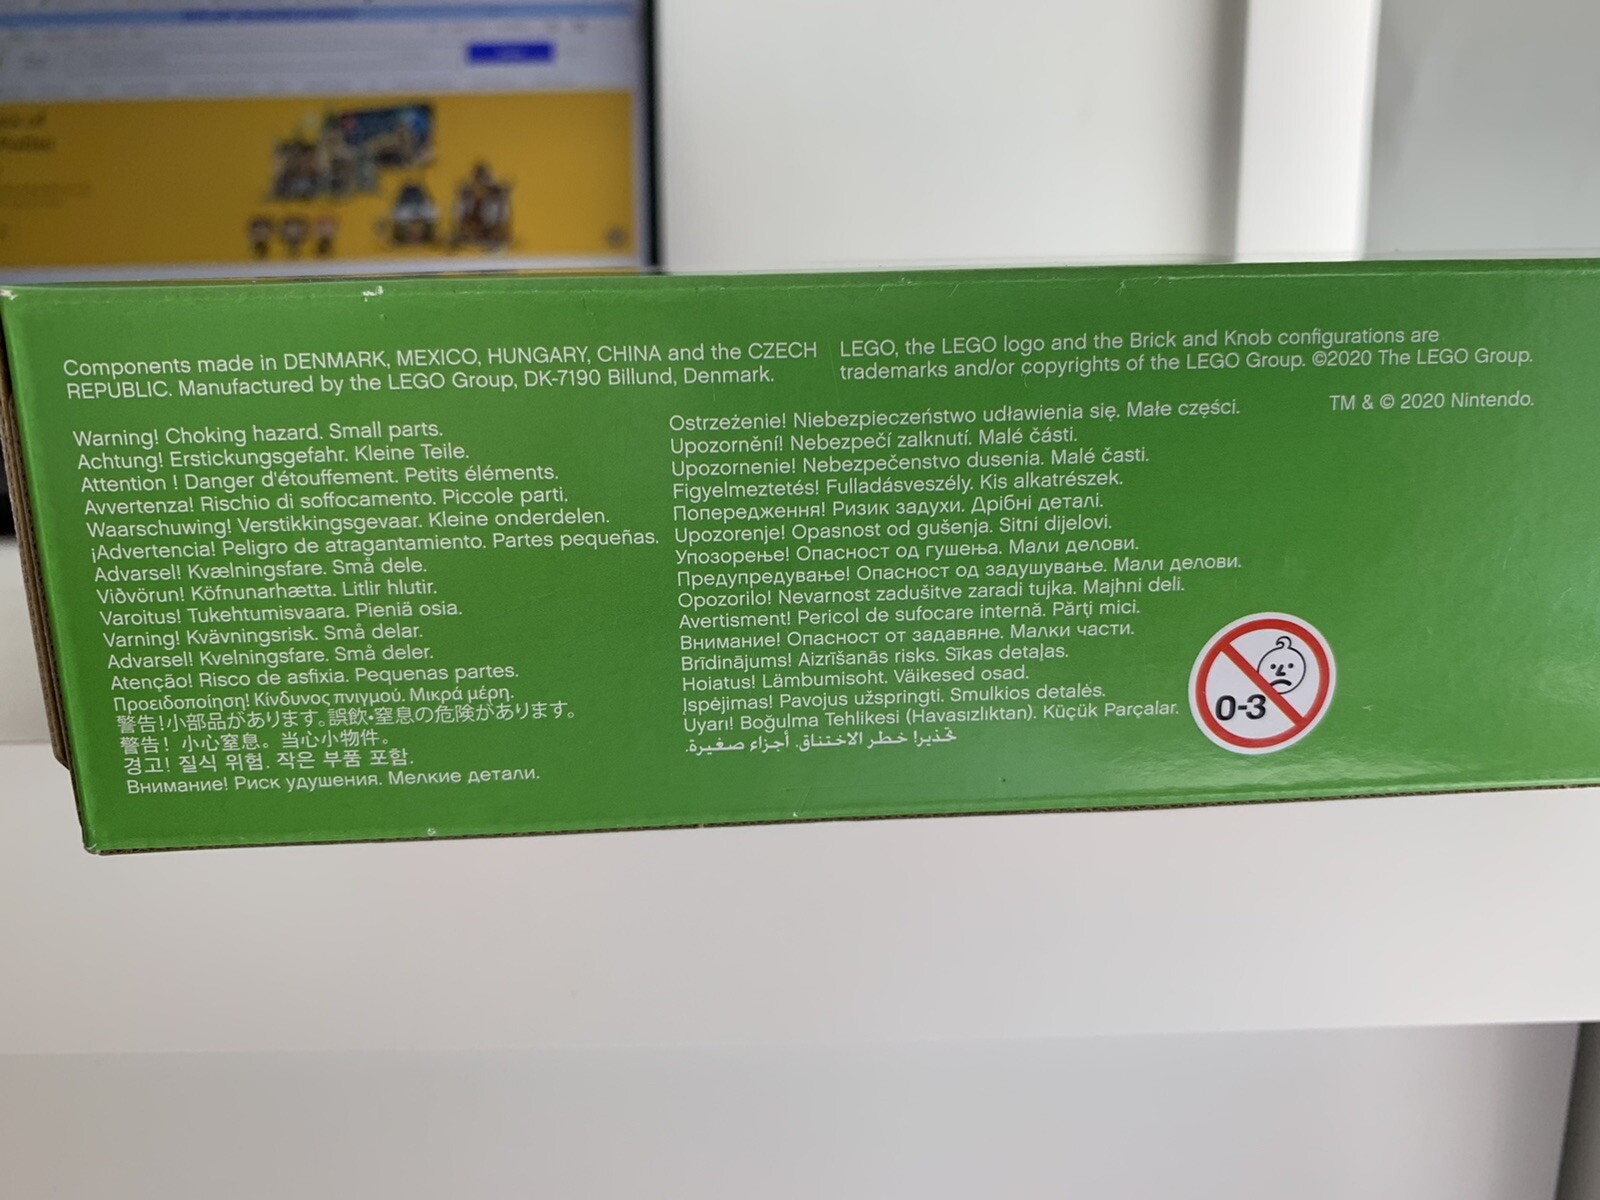 Components made in DENMARK, MEXICO, HUNGARY, CHINA and the CZECH
REPUBLIC. Manufactured by the LEGO Group, DK-7190 Billund, Denmark.
LEGO, the LEGO logo and the Brick and Knob configurations are
trademarks and/or copyrights of the LEGO Group. ©2020 The LEGO Group.
TM & © 2020 Nintendo.
Warning! Choking hazard. Small parts.
Achtung! Erstickungsgefahr. Kleine Teile.
Attention ! Danger d'étouffement. Petits éléments.
Avvertenza! Rischio di soffocamento. Piccole parti.
Waarschuwing! Verstikkingsgevaar. Kleine onderdelen.
¡Advertencia! Peligro de atragantamiento. Partes pequeñas.
Advarsel! Kvælningsfare. Små dele.
Viðvörun! Köfnunarhætta. Litlir hlutir.
Varoitus! Tukehtumisvaara. Pieniä osia.
Varning! Kvävningsrisk. Små delar.
Advarsel! Kvelningsfare. Små deler.
Atenção! Risco de asfixia. Pequenas partes.
Προειδοποίηση! Κίνδυνος πνιγμού. Μικρά μέρη.
警告!小部品があります。誤飲・窒息の危険があります。
警告！小心窒息。当心小物件。
경고! 질식 위험. 작은 부품 포함.
Внимание! Риск удушения. Мелкие детали.
Ostrzeżenie! Niebezpieczeństwo udławienia się. Małe części.
Upozornění! Nebezpečí zalknutí. Malé části.
Upozornenie! Nebezpečenstvo dusenia. Malé časti.
Figyelmeztetés! Fulladásveszély. Kis alkatrészek.
Попередження! Ризик задухи. Дрібні деталі.
Upozorenje! Opasnost od gušenja. Sitni dijelovi.
Упозорење! Опасност од гушења. Мали делови.
Предупредување! Опасност од задушување. Мали делови.
Opozorilo! Nevarnost zadušitve zaradi tujka. Majhni deli.
Avertisment! Pericol de sufocare internă. Părţi mici.
Внимание! Опасност от задавяне. Малки части.
Brīdinājums! Aizrīšanās risks. Sīkas detaļas.
Hoiatus! Lämbumisoht. Väikesed osad.
Įspėjimas! Pavojus užspringti. Smulkios detalės.
Uyarı! Boğulma Tehlikesi (Havasızlıktan). Küçük Parçalar.
تحذير! خطر الاختناق. أجزاء صغيرة.
0-3